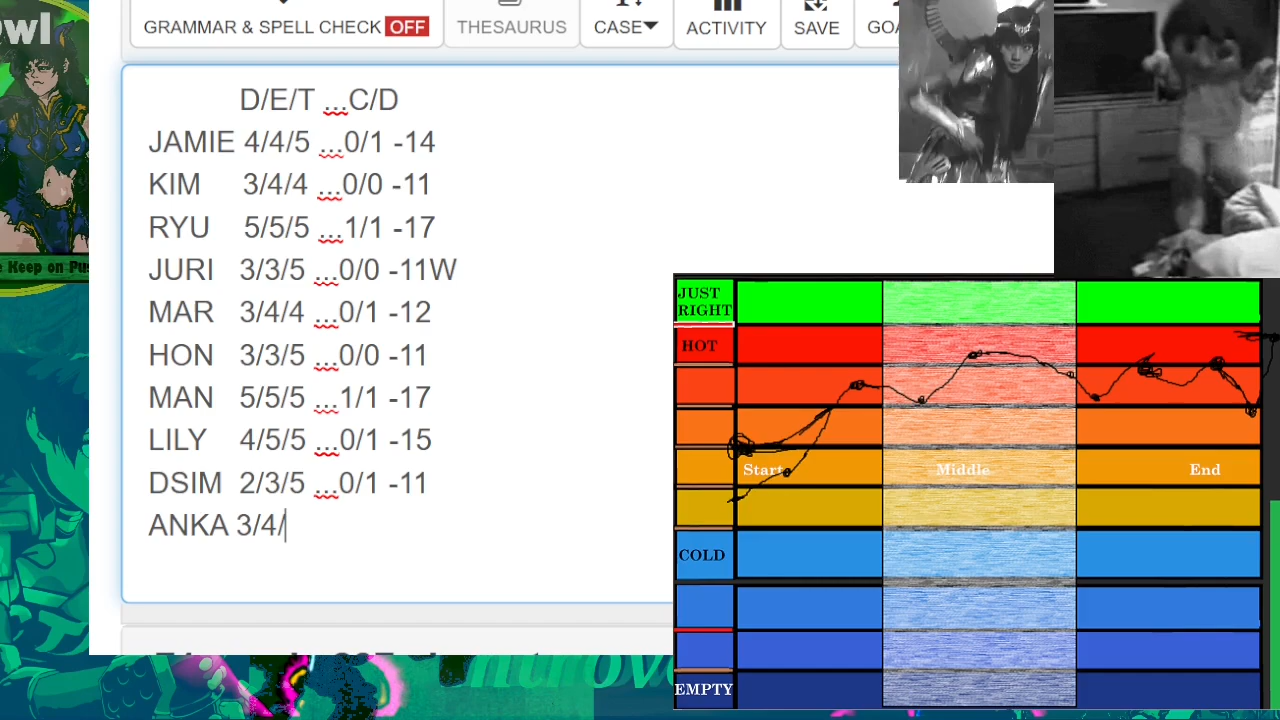 GRAMMAR & SPELL CHECK OFF THESAURUS CASE ACTIVITY SAVE
D/E/T ...C/D
JAMIE 4/4/5 ...0/1 -14
KIM 3/4/4 ...0/0 -11
RYU 5/5/5 ...1/1 -17
JURI 3/3/5 ...0/0 -11W
MAR 3/4/4 ...0/1 -12
HON 3/3/5 ...0/0 -11
MAN 5/5/5 ...1/1 -17
LILY 4/5/5 ...0/1 -15
DSIM 2/3/5 ...0/1 -11
ANKA 3/4/
JUST
RIGHT
HOT
Start Middle End
COLD
EMPTY
Keep on